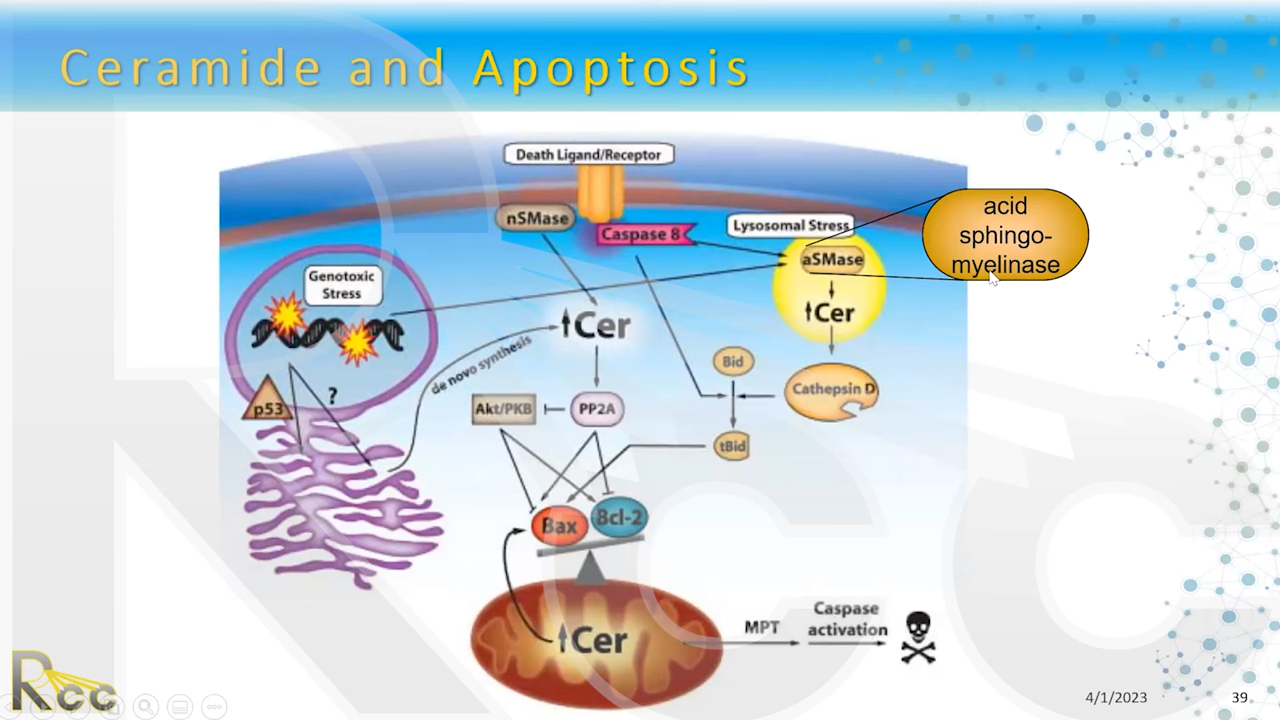 Ceramide and Apoptosis
Death Ligand/Receptor
nSMase
Caspase 8
Lysosomal Stress
acid
sphingo-
myelinase
aSMase
Genotoxic
Stress
↑Cer
↑Cer
de novo synthesis
?
p53
Bid
Cathepsin D
Akt/PKB
PP2A
tBid
Bax
Bcl-2
↑Cer
MPT
Caspase
activation
Rcc
4/1/2023
39